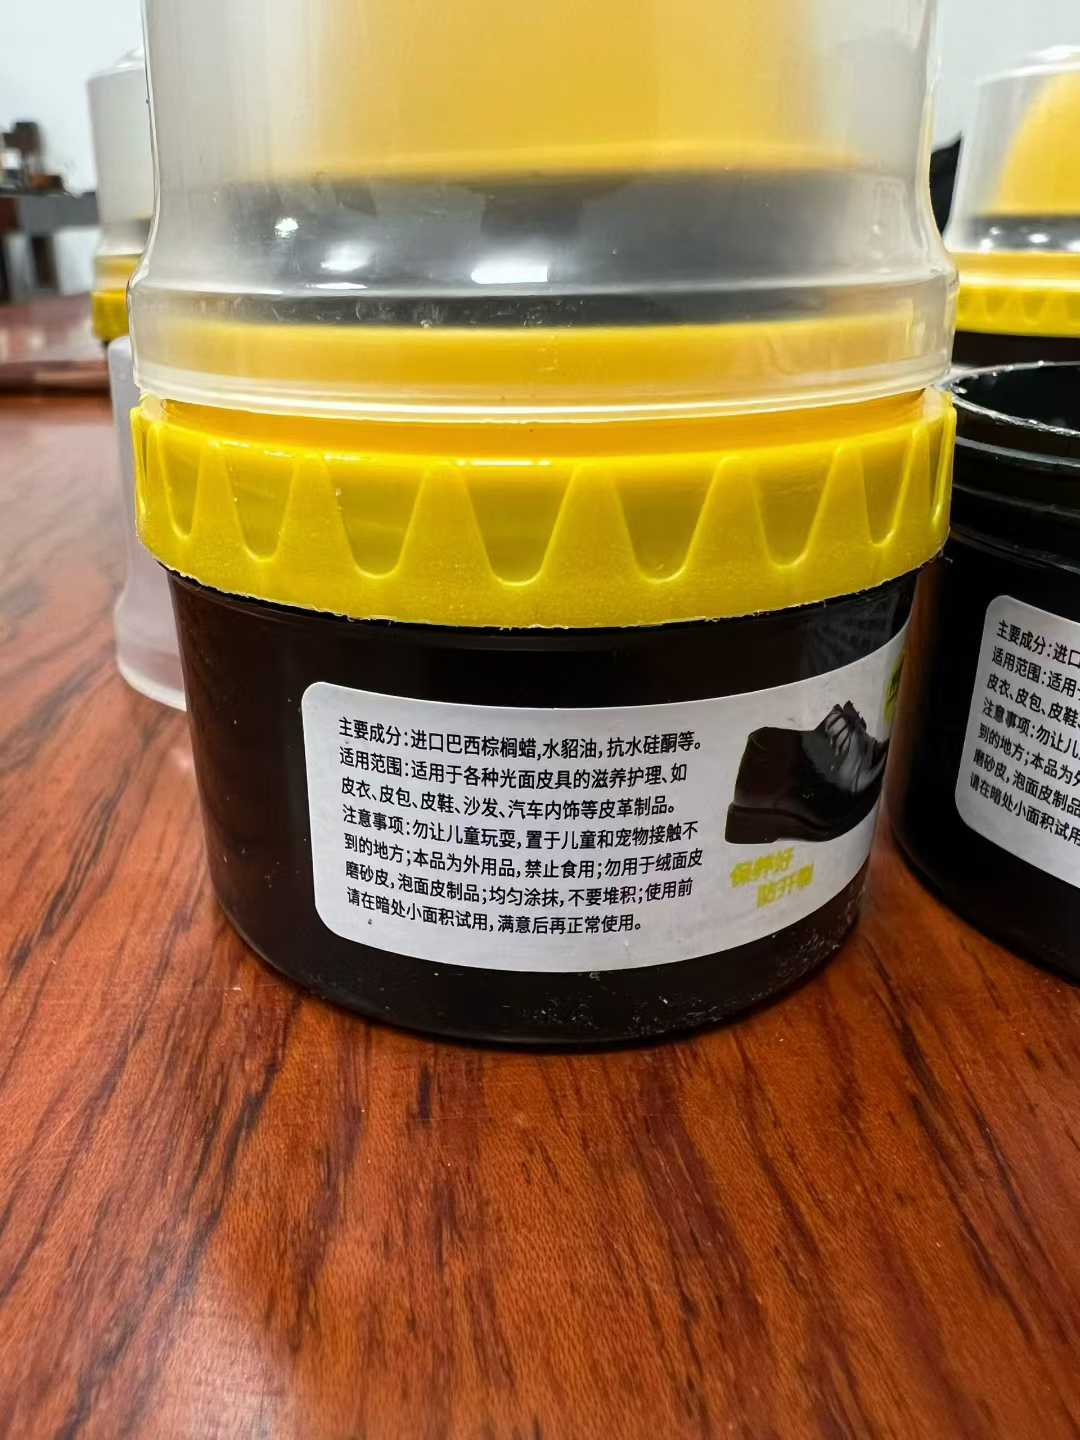 主要成分：进口巴西棕榈蜡,水貂油,抗水硅酮等。
适用范围：适用于各种光面皮具的滋养护理、如
皮衣、皮包、皮鞋、沙发、汽车内饰等皮革制品。
注意事项：勿让儿童玩耍，置于儿童和宠物接触不
到的地方；本品为外用品，禁止食用；勿用于绒面皮
磨砂皮，泡面皮制品；均匀涂抹，不要堆积；使用前
请在暗处小面积试用，满意后再正常使用。
保养好
防开裂
主要成分：进口
适用范围：适用于
皮衣、皮包、皮鞋
注意事项：勿让儿
到的地方；本品为外
磨砂皮，泡面皮制品
请在暗处小面积试用